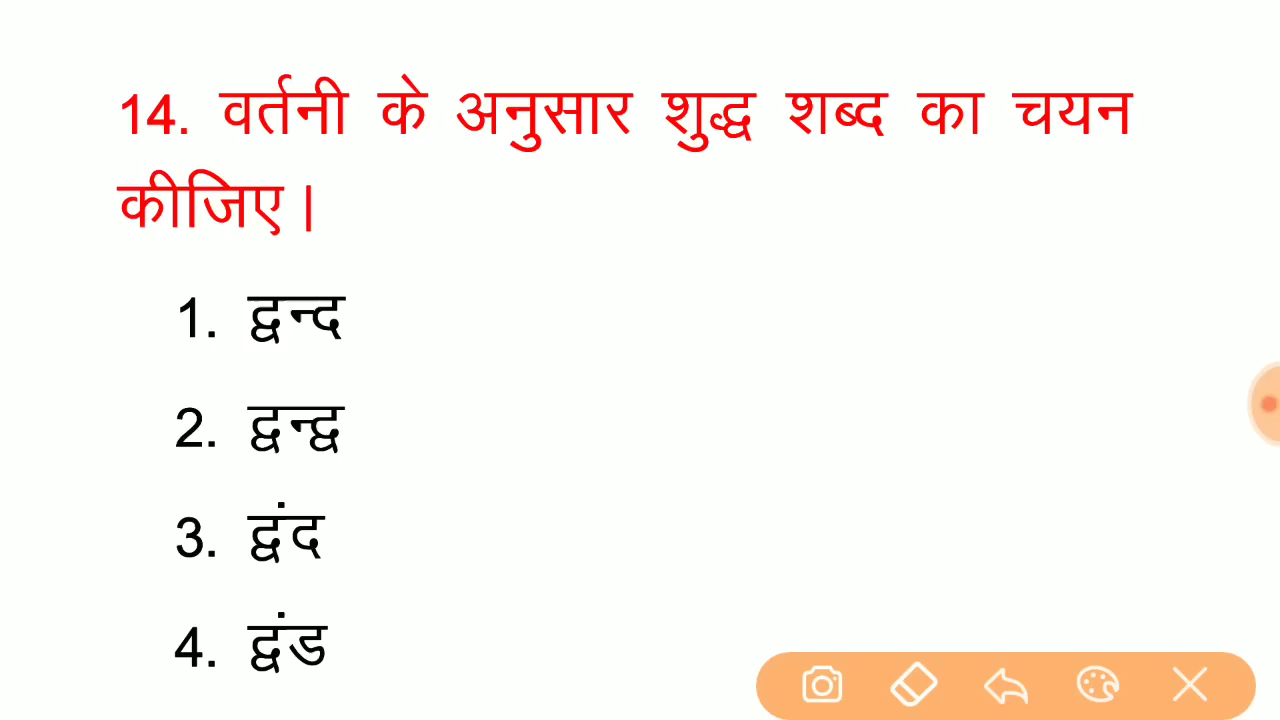 14. वर्तनी के अनुसार शुद्ध शब्द का चयन
कीजिए|
1. द्वन्द
2. द्वन्द्व
3. द्वंद
4. द्वंड